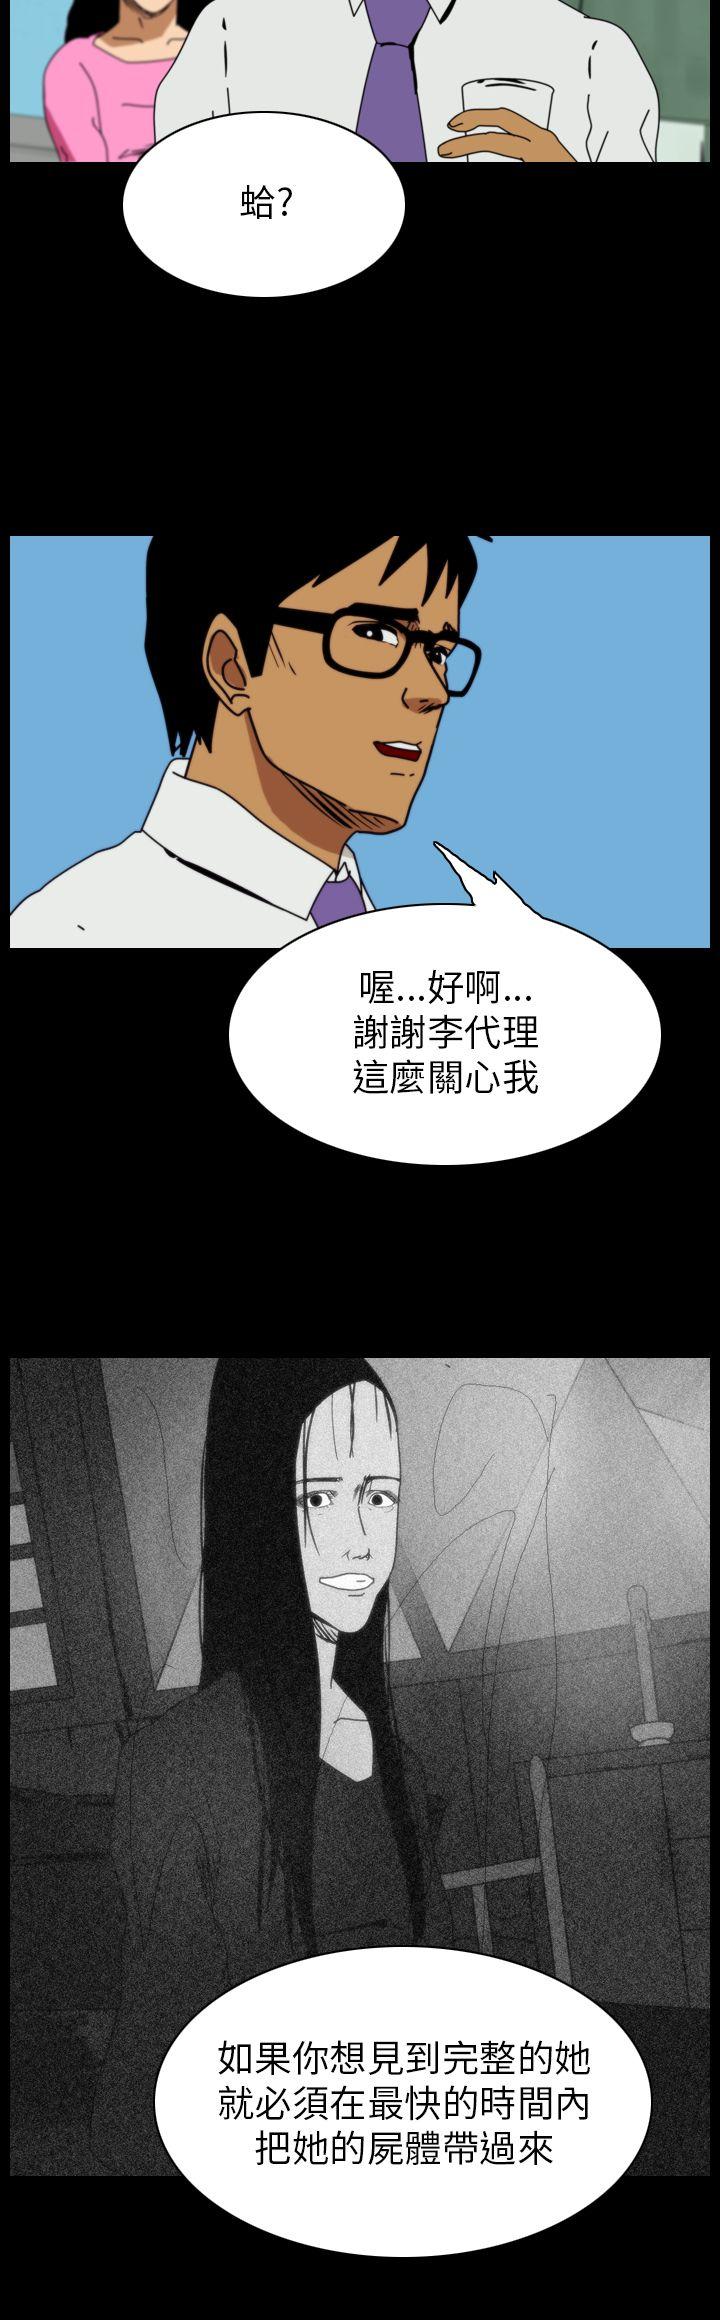 蛤?
喔...好啊...
謝謝李代理
這麼關心我
如果你想見到完整的她
就必須在最快的時間內
把她的屍體帶過來